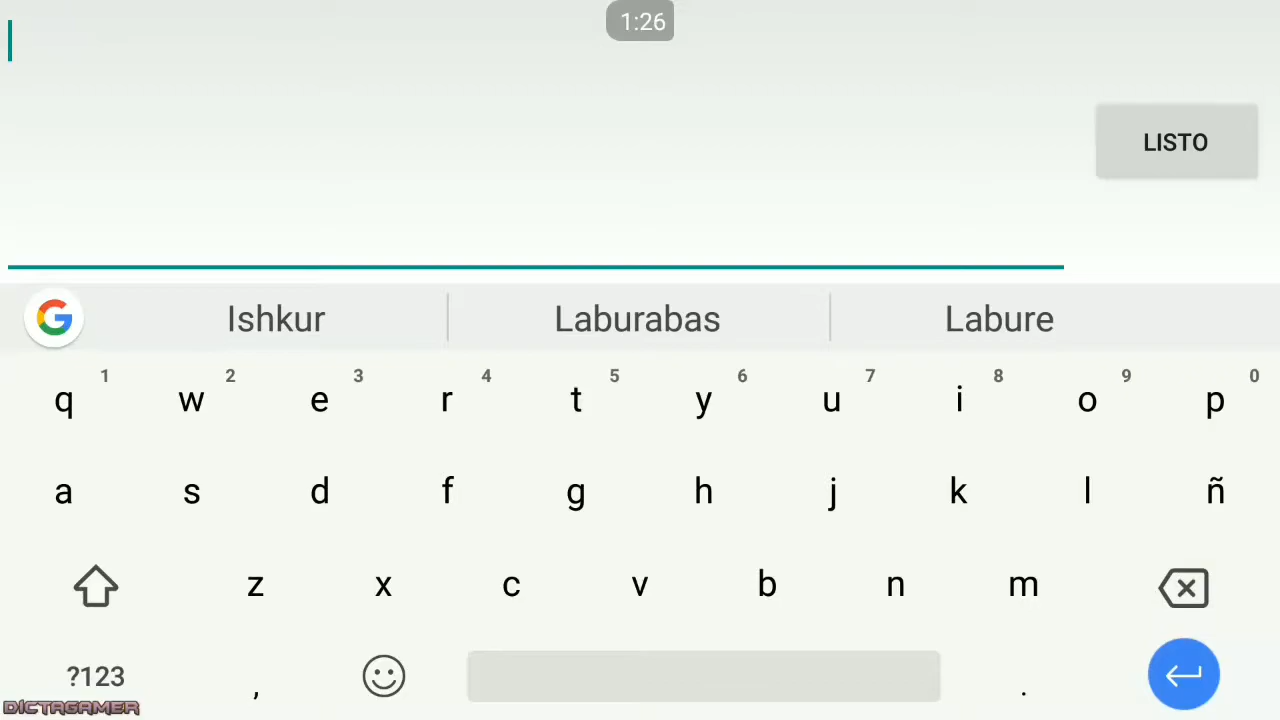 1:26
LISTO
G Ishkur Laburabas Labure
1 2 3 4 5 6 7 8 9 0
q w e r t y u i o p
a s d f g h j k l ñ
z x c v b n m
?123 , .
DICTAGAMER